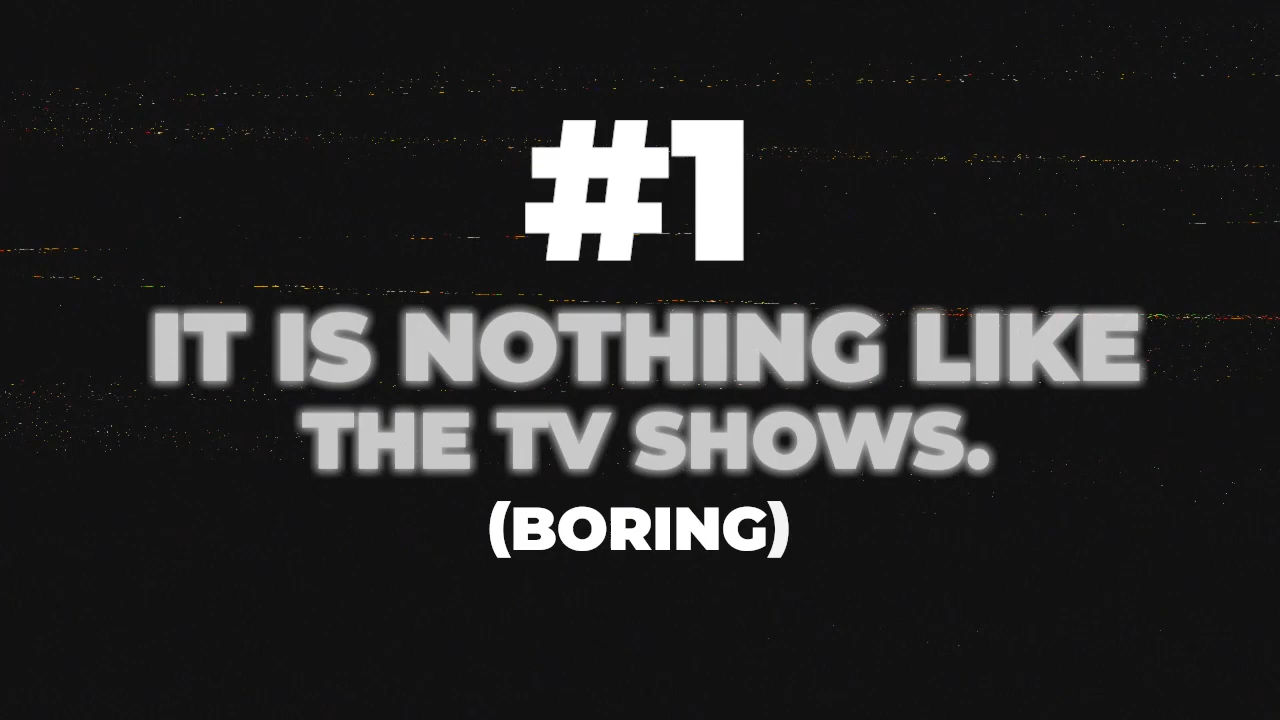 #1
IT IS NOTHING LIKE
THE TV SHOWS.
(BORING)